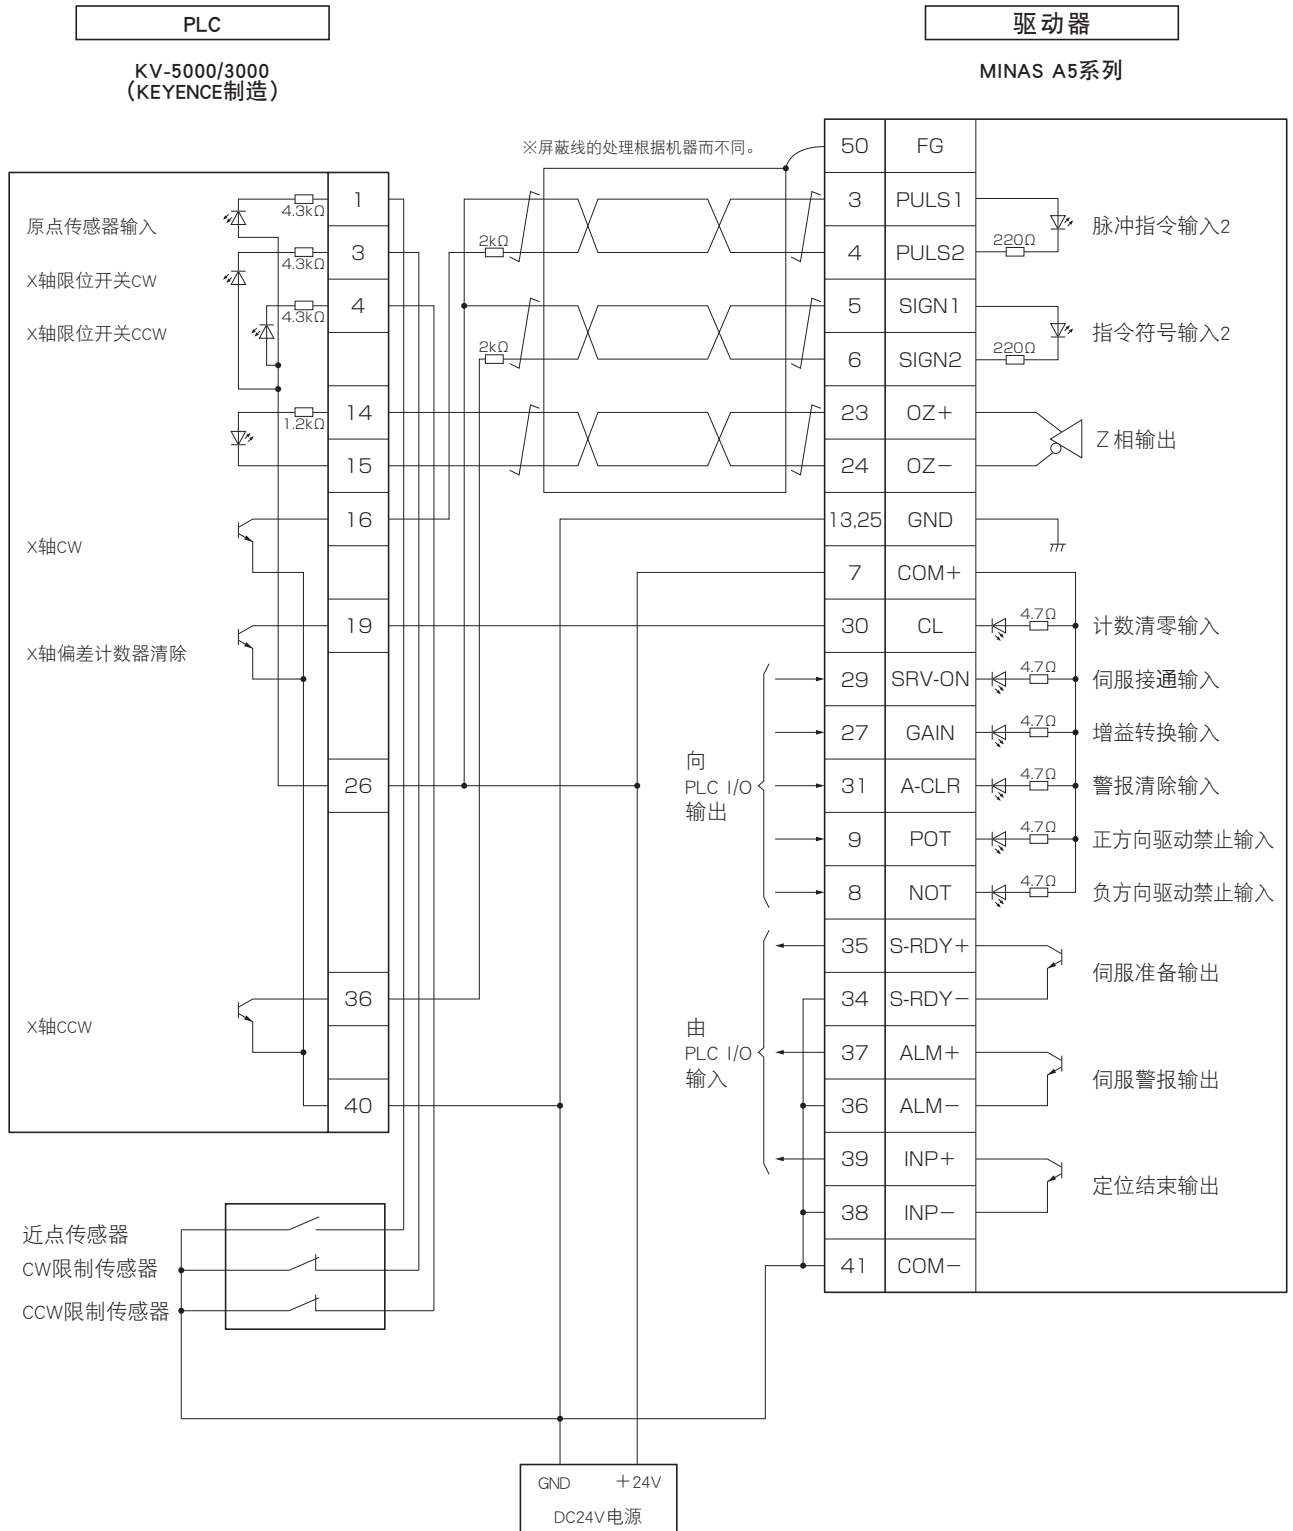 PLC
驱动器
KV-5000/3000
（KEYENCE制造）
MINAS A5系列
※屏蔽线的处理根据机器而不同。
50 FG
原点传感器输入
4.3kΩ
1
3 PULS1
脉冲指令输入2
X轴限位开关CW
4.3kΩ
3
2kΩ
4 PULS2
220Ω
X轴限位开关CCW
4.3kΩ
4
5 SIGN1
指令符号输入2
2kΩ
6 SIGN2
220Ω
1.2kΩ
14
23 OZ+
Z 相输出
15
24 OZ−
X轴CW
16
13,25 GND
7 COM+
X轴偏差计数器清除
19
30 CL
4.7Ω
计数清零输入
29 SRV-ON
4.7Ω
伺服接通输入
27 GAIN
4.7Ω
增益转换输入
向
PLC I/O
输出
26
31 A-CLR
4.7Ω
警报清除输入
9 POT
4.7Ω
正方向驱动禁止输入
8 NOT
4.7Ω
负方向驱动禁止输入
35 S-RDY+
伺服准备输出
X轴CCW
36
34 S-RDY−
由
PLC I/O
输入
37 ALM+
伺服警报输出
40
36 ALM−
39 INP+
定位结束输出
38 INP−
41 COM−
近点传感器
CW限制传感器
CCW限制传感器
GND +24V
DC24V电源